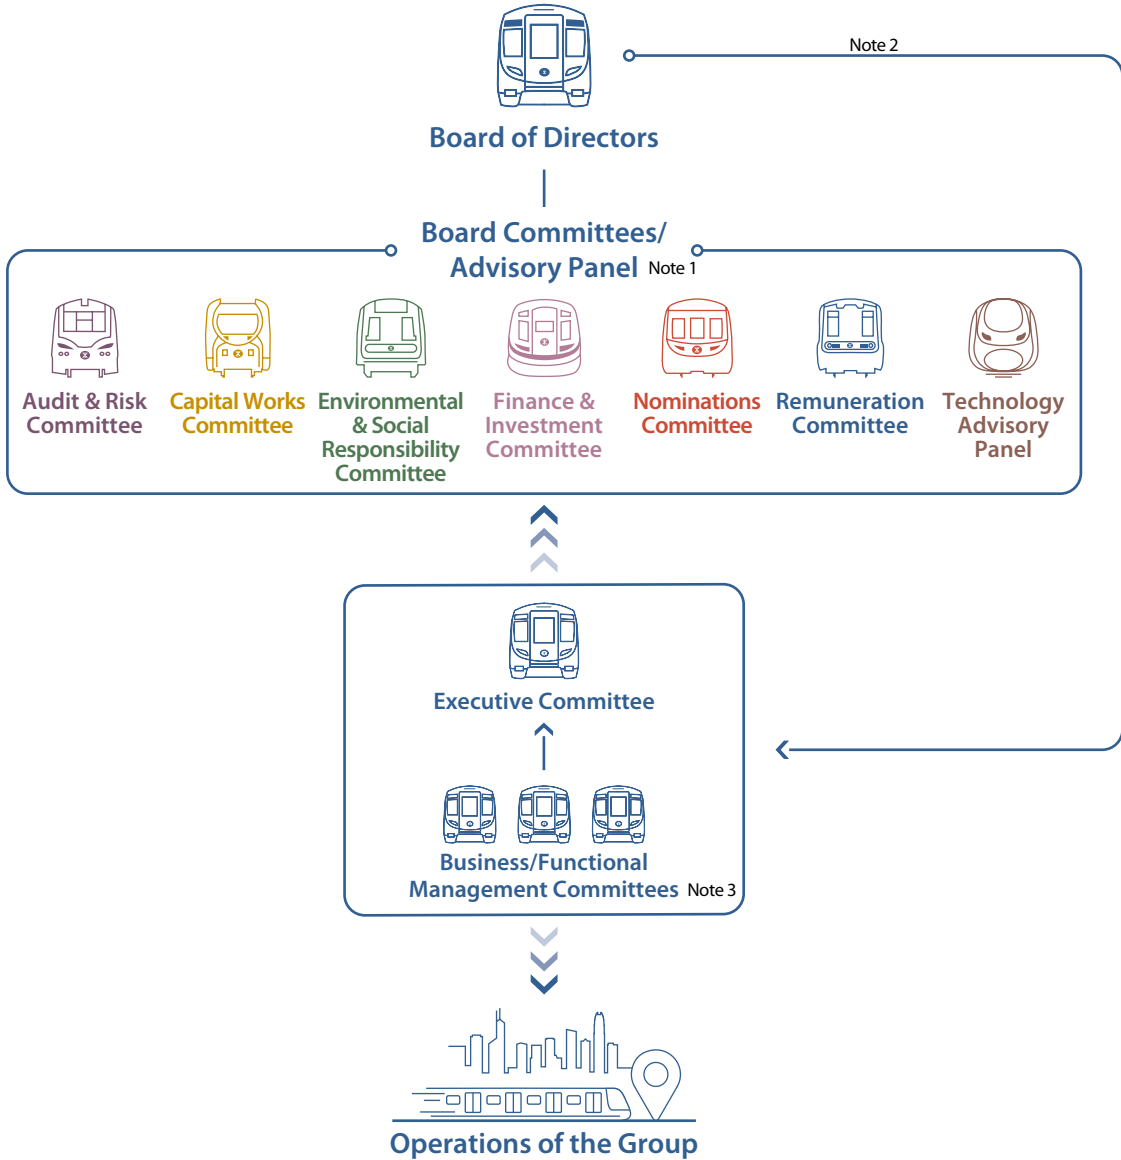 Note 2
Board of Directors
Board Committees/
Advisory Panel Note 1
Audit & Risk
Committee
Capital Works
Committee
Environmental
& Social
Responsibility
Committee
Finance &
Investment
Committee
Nominations
Committee
Remuneration
Committee
Technology
Advisory
Panel
Executive Committee
Business/Functional
Management Committees Note 3
Operations of the Group